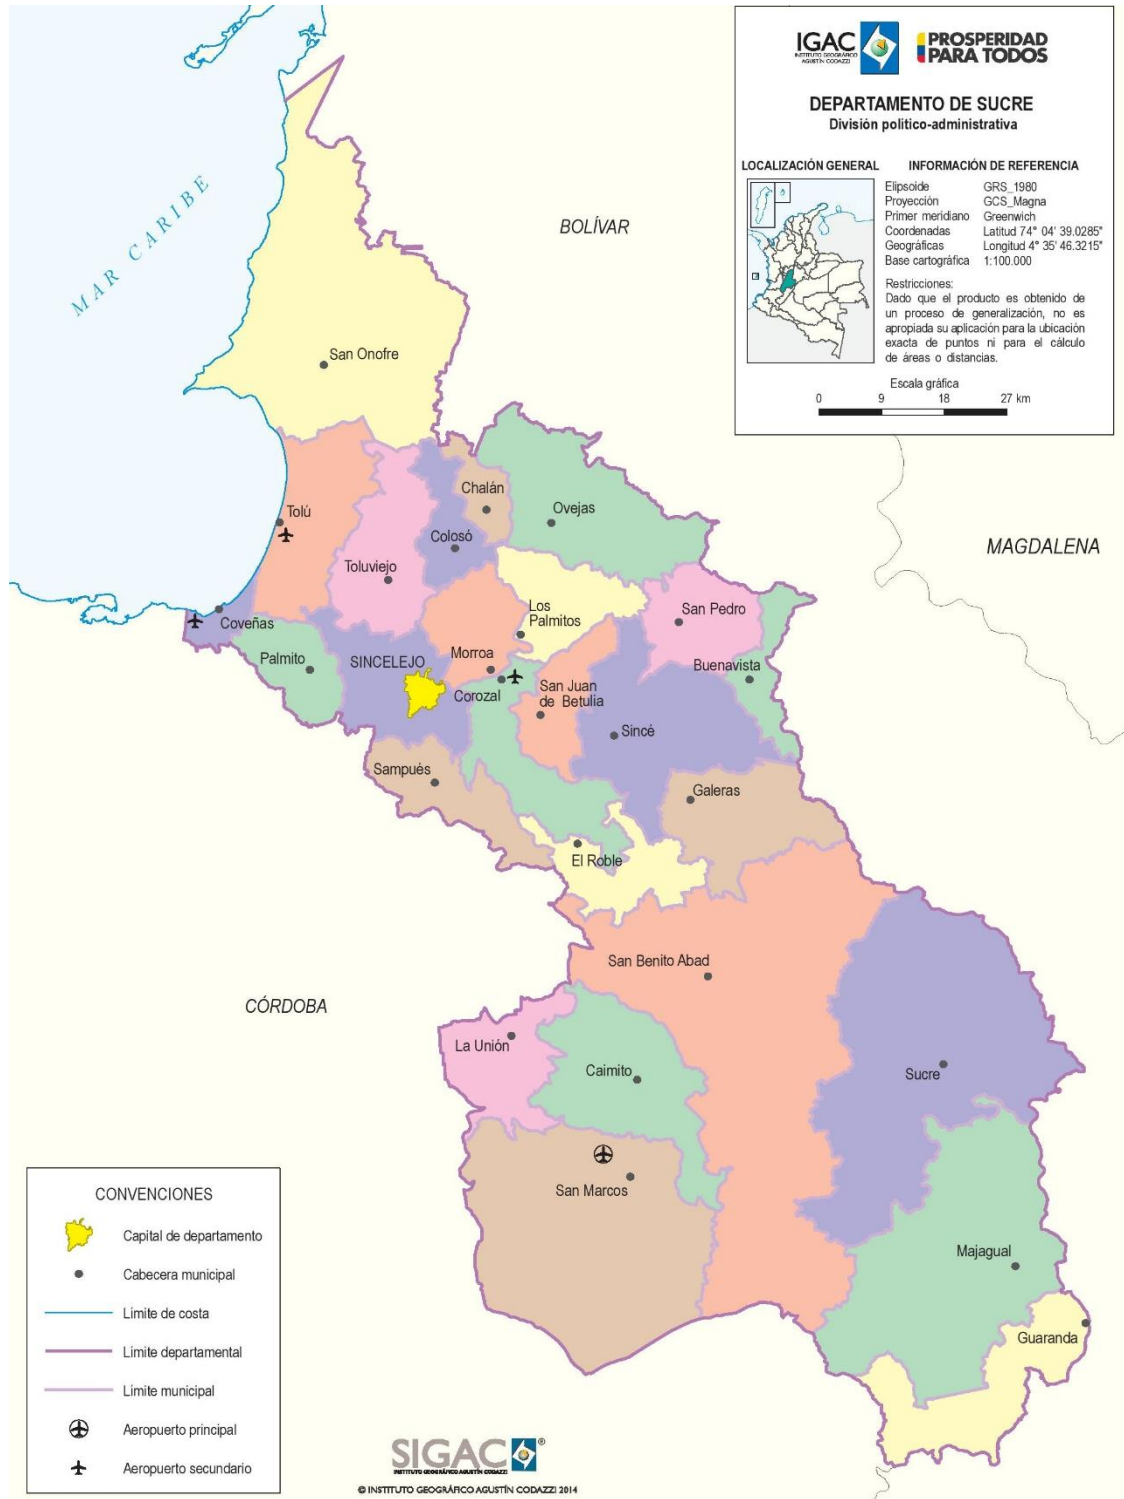 IGAC
INSTITUTO GEOGRÁFICO
AGUSTÍN CODAZZI
PROSPERIDAD
PARA TODOS
DEPARTAMENTO DE SUCRE
División político-administrativa
LOCALIZACIÓN GENERAL
INFORMACIÓN DE REFERENCIA
Elipsoide GRS_1980
Proyección GCS_Magna
Primer meridiano Greenwich
Coordenadas Latitud 74° 04' 39.0285"
Geográficas Longitud 4° 35' 46.3215"
Base cartográfica 1:100.000
Restricciones:
Dado que el producto es obtenido de
un proceso de generalización, no es
apropiada su aplicación para la ubicación
exacta de puntos ni para el cálculo
de áreas o distancias.
Escala gráfica
0 9 18 27 km
MAR CARIBE
BOLÍVAR
San Onofre
Chalán
Tolú
Ovejas
Colosó
MAGDALENA
Toluviejo
Los
Palmitos
San Pedro
Coveñas
Palmito
SINCELEJO
Morroa
Buenavista
Corozal
San Juan
de Betulia
Sincé
Sampués
Galeras
El Roble
San Benito Abad
CÓRDOBA
La Unión
Caimito
Sucre
San Marcos
Majagual
Guaranda
CONVENCIONES
Capital de departamento
Cabecera municipal
Límite de costa
Límite departamental
Límite municipal
Aeropuerto principal
Aeropuerto secundario
SIGAC
®
INSTITUTO GEOGRÁFICO AGUSTÍN CODAZZI
© INSTITUTO GEOGRÁFICO AGUSTÍN CODAZZI 2014